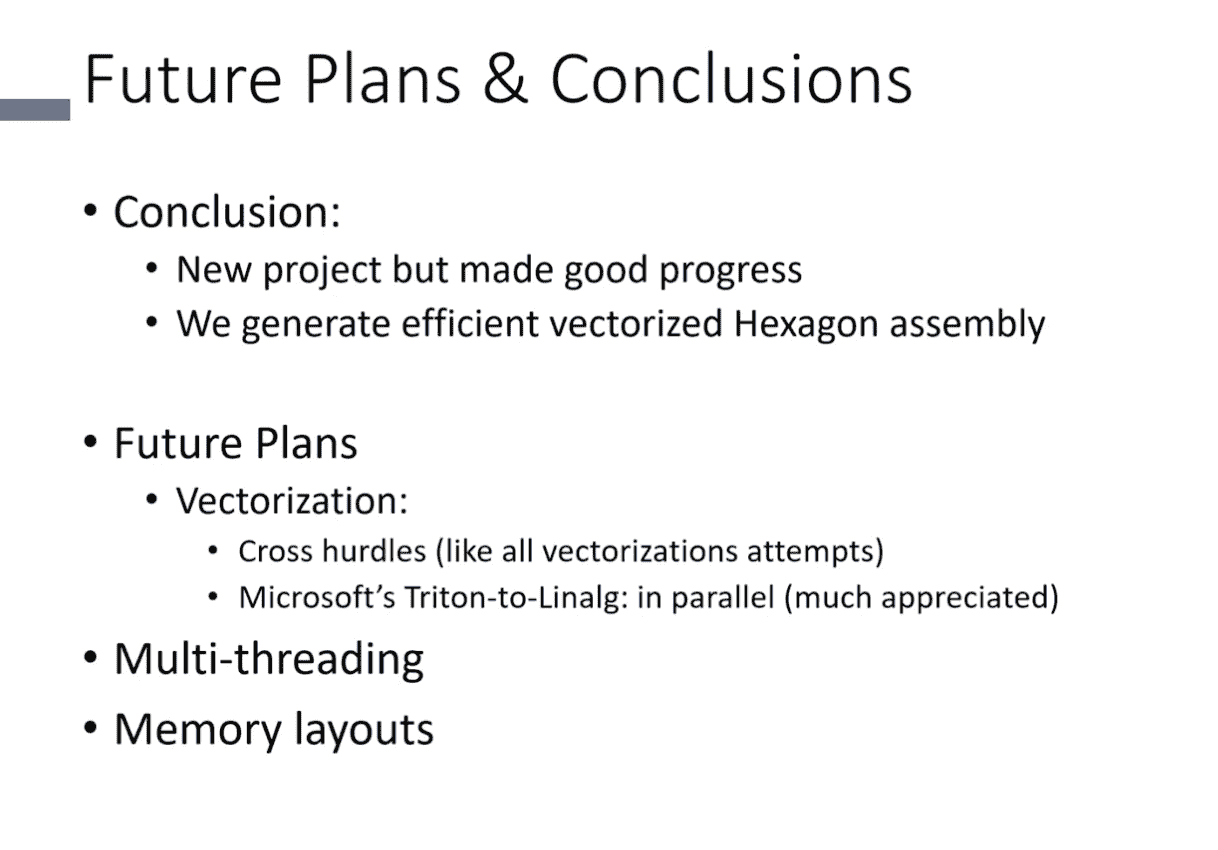 Future Plans & Conclusions
• Conclusion:
• New project but made good progress
• We generate efficient vectorized Hexagon assembly
• Future Plans
• Vectorization:
• Cross hurdles (like all vectorizations attempts)
• Microsoft’s Triton-to-Linalg: in parallel (much appreciated)
• Multi-threading
• Memory layouts